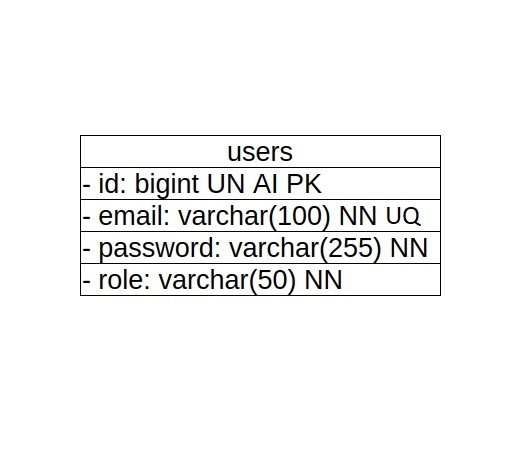 users
- id: bigint UN AI PK
- email: varchar(100) NN UQ
- password: varchar(255) NN
- role: varchar(50) NN